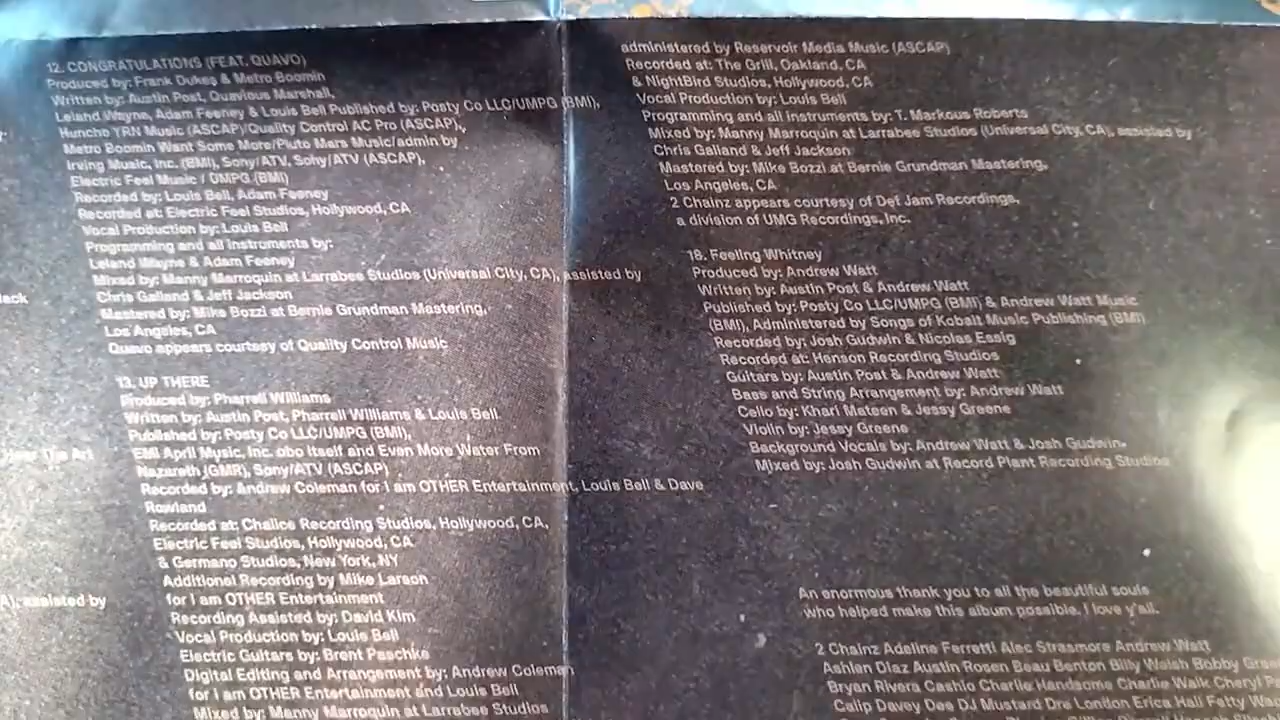 12. CONGRATULATIONS (FEAT. QUAVO)
Produced by: Frank Dukes & Metro Boomin
Written by: Austin Post, Quavious Marshall,
Leland Wayne, Adam Feeney & Louis Bell Published by: Posty Co LLC/UMPG (BMI),
Huncho YRN Music (ASCAP)/Quality Control AC Pro (ASCAP),
Metro Boomin Want Some More/Pluto Mars Music/admin by
Irving Music, Inc. (BMI), Sony/ATV, Sony/ATV (ASCAP),
Electric Feel Music / UMPG (BMI)
Recorded by: Louis Bell, Adam Feeney
Recorded at: Electric Feel Studios, Hollywood, CA
Vocal Production by: Louis Bell
Programming and all instruments by:
Leland Wayne & Adam Feeney
Mixed by: Manny Marroquin at Larrabee Studios (Universal City, CA), assisted by
Chris Galland & Jeff Jackson
Mastered by: Mike Bozzi at Bernie Grundman Mastering,
Los Angeles, CA
Quavo appears courtesy of Quality Control Music
13. UP THERE
Produced by: Pharrell Williams
Written by: Austin Post, Pharrell Williams & Louis Bell
Published by: Posty Co LLC/UMPG (BMI),
EMI April Music, Inc. obo Itself and Even More Water From
Nazareth (GMR), Sony/ATV (ASCAP)
Recorded by: Andrew Coleman for I am OTHER Entertainment, Louis Bell & Dave
Rowland
Recorded at: Chalice Recording Studios, Hollywood, CA,
Electric Feel Studios, Hollywood, CA
& Germano Studios, New York, NY
Additional Recording by Mike Larson
for I am OTHER Entertainment
Recording Assisted by: David Kim
Vocal Production by: Louis Bell
Electric Guitars by: Brent Paschke
Digital Editing and Arrangement by: Andrew Coleman
for I am OTHER Entertainment and Louis Bell
Mixed by: Manny Marroquin at Larrabee Studios
The Art
assisted by
administered by Reservoir Media Music (ASCAP)
Recorded at: The Grill, Oakland, CA
& NightBird Studios, Hollywood, CA
Vocal Production by: Louis Bell
Programming and all instruments by: T. Markous Roberts
Mixed by: Manny Marroquin at Larrabee Studios (Universal City, CA), assisted by
Chris Galland & Jeff Jackson
Mastered by: Mike Bozzi at Bernie Grundman Mastering,
Los Angeles, CA
2 Chainz appears courtesy of Def Jam Recordings,
a division of UMG Recordings, Inc.
18. Feeling Whitney
Produced by: Andrew Watt
Written by: Austin Post & Andrew Watt
Published by: Posty Co LLC/UMPG (BMI) & Andrew Watt Music
(BMI), Administered by Songs of Kobalt Music Publishing (BMI)
Recorded by: Josh Gudwin & Nicolas Essig
Recorded at: Henson Recording Studios
Guitars by: Austin Post & Andrew Watt
Bass and String Arrangement by: Andrew Watt
Cello by: Khari Mateen & Jessy Greene
Violin by: Jessy Greene
Background Vocals by: Andrew Watt & Josh Gudwin
Mixed by: Josh Gudwin at Record Plant Recording Studios
An enormous thank you to all the beautiful souls
who helped make this album possible. I love y'all.
2 Chainz Adeline Ferretti Alec Strasmore Andrew Watt
Ashlen Diaz Austin Rosen Beau Benton Billy Walsh Bobby
Bryan Rivera Cashio Charlie Handsome Charlie Walk Cheryl
Calip Davey Dee DJ Mustard Dre London Erica Hall Fetty